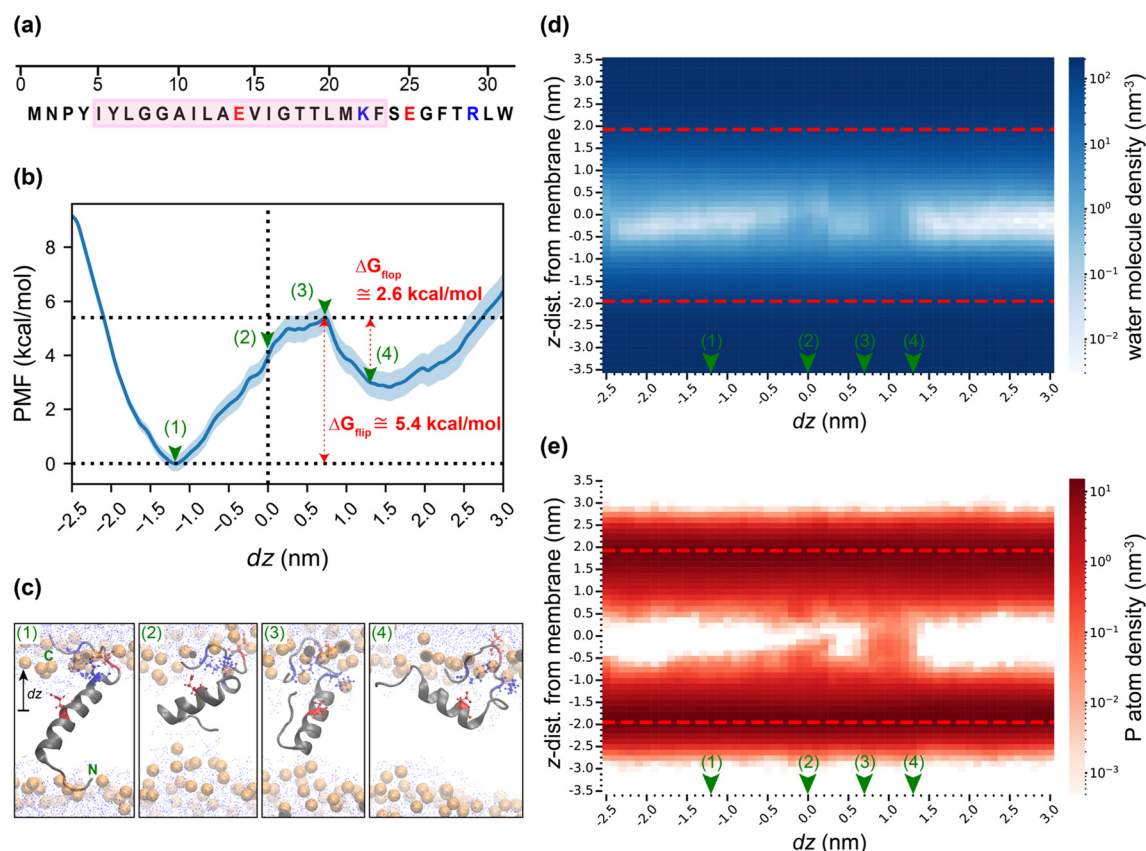 (a)
0 5 10 15 20 25 30
MNPYIYLGGAILAEVIGTTLMKFSEGFTRLW
(b)
PMF (kcal/mol)
8
6
4
2
0
ΔG_flop
≅ 2.6 kcal/mol
(3)
(2)
(4)
(1)
ΔG_flip ≅ 5.4 kcal/mol
-2.5 -2.0 -1.5 -1.0 -0.5 0.0 0.5 1.0 1.5 2.0 2.5 3.0
dz (nm)
(c)
(1) (2) (3) (4)
C
dz
N
(d)
z-dist. from membrane (nm)
3.5
3.0
2.5
2.0
1.5
1.0
0.5
0.0
-0.5
-1.0
-1.5
-2.0
-2.5
-3.0
-3.5
(1) (2) (3) (4)
-2.5 -2.0 -1.5 -1.0 -0.5 0.0 0.5 1.0 1.5 2.0 2.5 3.0
dz (nm)
10²
10¹
10⁰
10⁻¹
10⁻²
water molecule density (nm⁻³)
(e)
z-dist. from membrane (nm)
3.5
3.0
2.5
2.0
1.5
1.0
0.5
0.0
-0.5
-1.0
-1.5
-2.0
-2.5
-3.0
-3.5
(1) (2) (3) (4)
-2.5 -2.0 -1.5 -1.0 -0.5 0.0 0.5 1.0 1.5 2.0 2.5 3.0
dz (nm)
10¹
10⁰
10⁻¹
10⁻²
10⁻³
P atom density (nm⁻³)